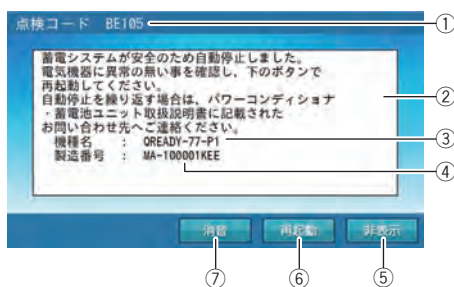 点検コード BE105
①
蓄電システムが安全のため自動停止しました。
電気機器に異常の無い事を確認し、下のボタンで
再起動してください。
自動停止を繰り返す場合は、パワーコンディショナ
・蓄電池ユニット取扱説明書に記載された
お問い合わせ先へご連絡ください。
②
機種名 : QREADY-77-P1
③
製造番号 : MA-100001KEE
④
消音 再起動 非表示
⑦ ⑥ ⑤